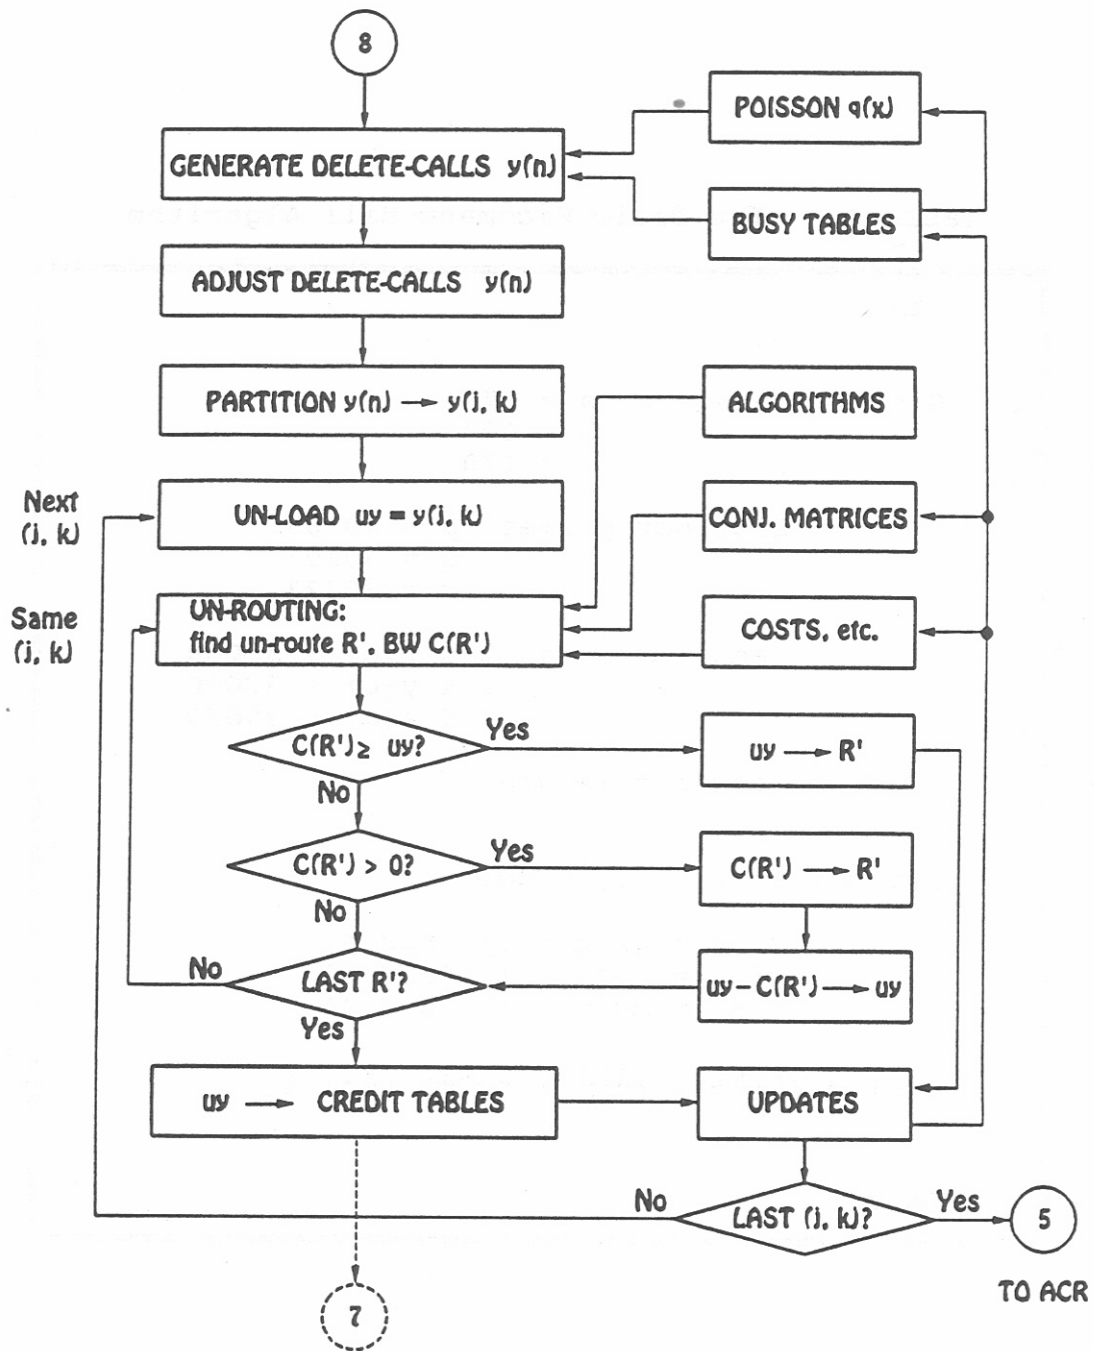 8
POISSON q(x)
GENERATE DELETE-CALLS y(n)
BUSY TABLES
ADJUST DELETE-CALLS y(n)
PARTITION y(n) → y(j, k)
ALGORITHMS
Next
(j, k)
UN-LOAD uy = y(j, k)
CONJ. MATRICES
Same
(j, k)
UN-ROUTING:
find un-route R', BW C(R')
COSTS, etc.
C(R') ≥ uy?
Yes
uy → R'
No
C(R') > 0?
Yes
C(R') → R'
No
No
LAST R'?
uy – C(R') → uy
Yes
uy → CREDIT TABLES
UPDATES
No
LAST (j, k)?
Yes
5
TO ACR
7